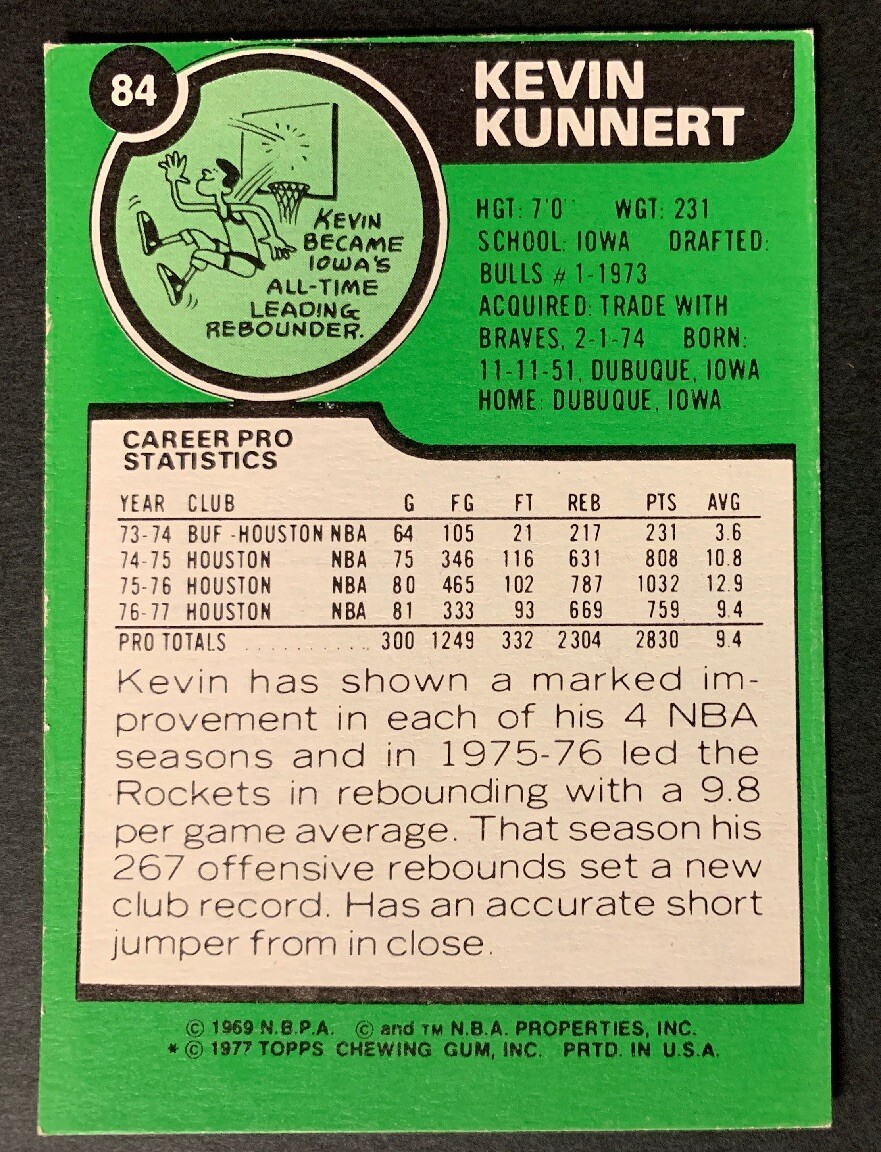 84
KEVIN
KUNNERT
KEVIN
BECAME
IOWA'S
ALL-TIME
LEADING
REBOUNDER.
HGT: 7'0" WGT: 231
SCHOOL: IOWA DRAFTED:
BULLS # 1-1973
ACQUIRED: TRADE WITH
BRAVES, 2-1-74 BORN:
11-11-51, DUBUQUE, IOWA
HOME: DUBUQUE, IOWA
CAREER PRO
STATISTICS
YEAR CLUB G FG FT REB PTS AVG
73-74 BUF.-HOUSTON NBA 64 105 21 217 231 3.6
74-75 HOUSTON NBA 75 346 116 631 808 10.8
75-76 HOUSTON NBA 80 465 102 787 1032 12.9
76-77 HOUSTON NBA 81 333 93 669 759 9.4
PRO TOTALS .......... 300 1249 332 2304 2830 9.4
Kevin has shown a marked im-
provement in each of his 4 NBA
seasons and in 1975-76 led the
Rockets in rebounding with a 9.8
per game average. That season his
267 offensive rebounds set a new
club record. Has an accurate short
jumper from in close.
© 1969 N.B.P.A. © and TM N.B.A. PROPERTIES, INC.
* © 1977 TOPPS CHEWING GUM, INC. PRTD. IN U.S.A.